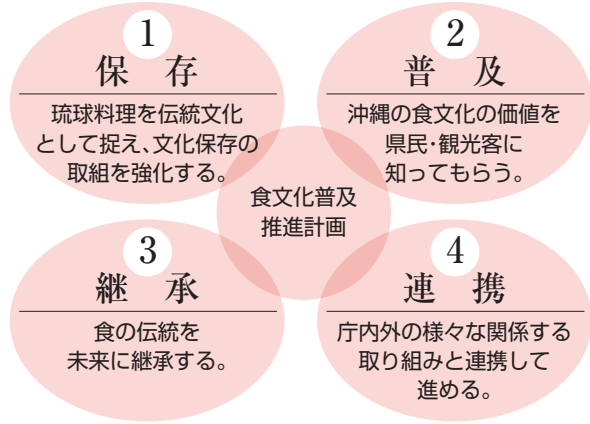 1
保 存
琉球料理を伝統文化
として捉え、文化保存の
取組を強化する。
2
普 及
沖縄の食文化の価値を
県民・観光客に
知ってもらう。
食文化普及
推進計画
3
継 承
食の伝統を
未来に継承する。
4
連 携
庁内外の様々な関係する
取り組みと連携して
進める。